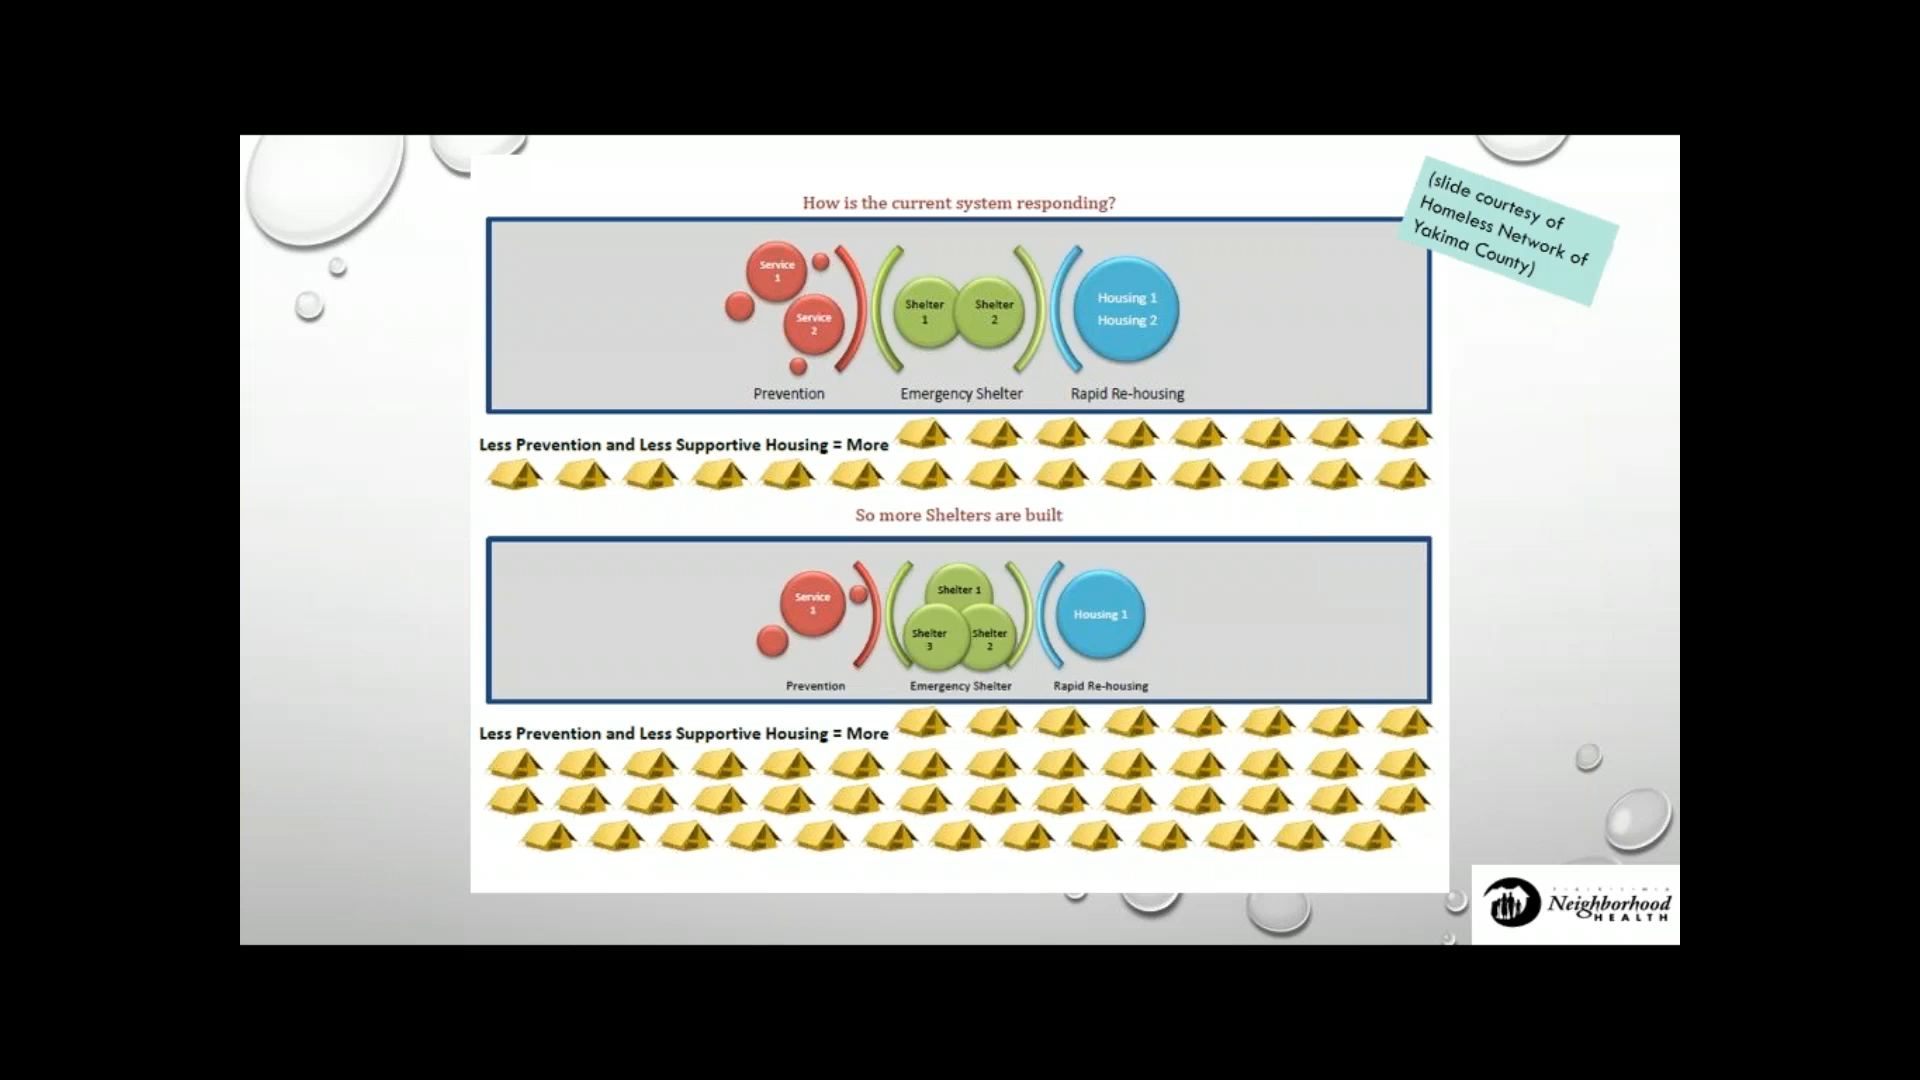 (slide courtesy of
Homeless Network of
Yakima County)
How is the current system responding?
Service
1
Service
2
Shelter
1
Shelter
2
Housing 1
Housing 2
Prevention
Emergency Shelter
Rapid Re-housing
Less Prevention and Less Supportive Housing = More
So more Shelters are built
Service
1
Shelter 1
Shelter
3
Shelter
2
Housing 1
Prevention
Emergency Shelter
Rapid Re-housing
Less Prevention and Less Supportive Housing = More
Neighborhood
HEALTH